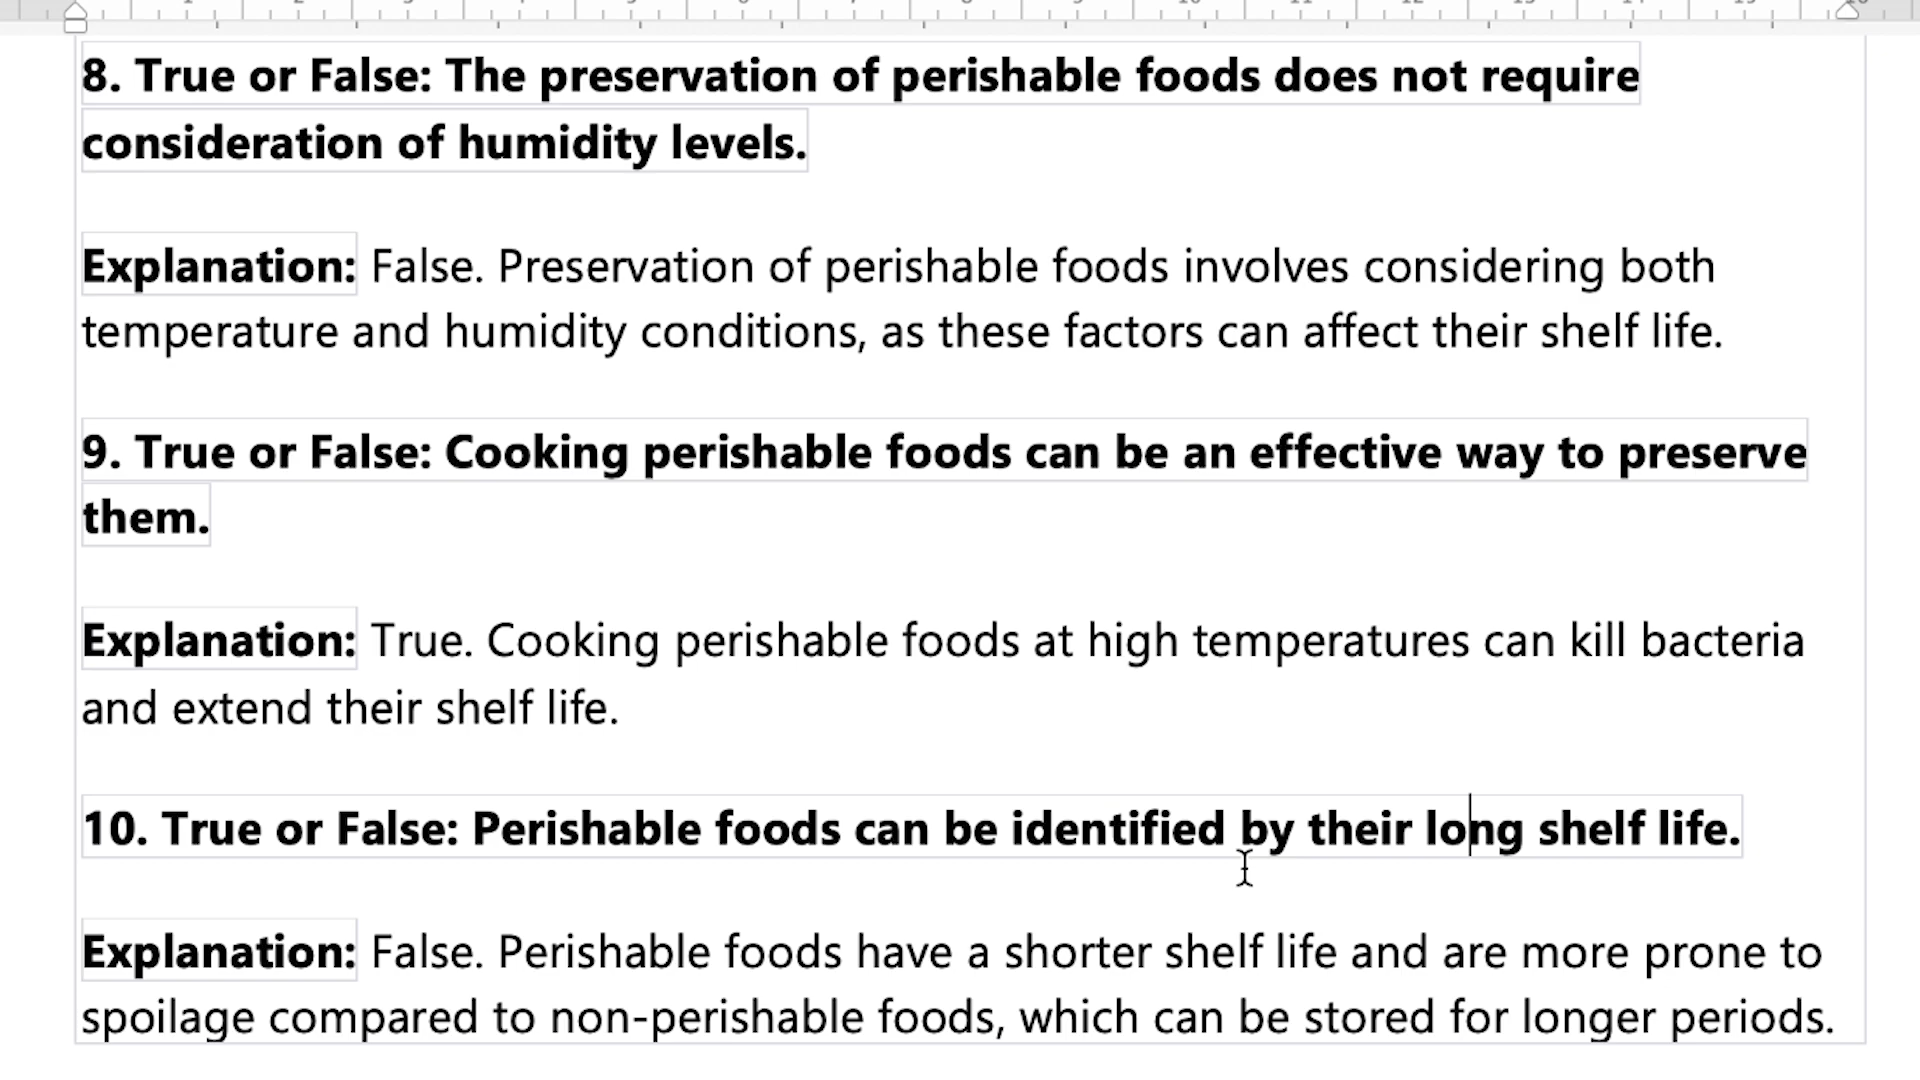 8. True or False: The preservation of perishable foods does not require
consideration of humidity levels.
Explanation: False. Preservation of perishable foods involves considering both
temperature and humidity conditions, as these factors can affect their shelf life.
9. True or False: Cooking perishable foods can be an effective way to preserve
them.
Explanation: True. Cooking perishable foods at high temperatures can kill bacteria
and extend their shelf life.
10. True or False: Perishable foods can be identified by their long shelf life.
Explanation: False. Perishable foods have a shorter shelf life and are more prone to
spoilage compared to non-perishable foods, which can be stored for longer periods.